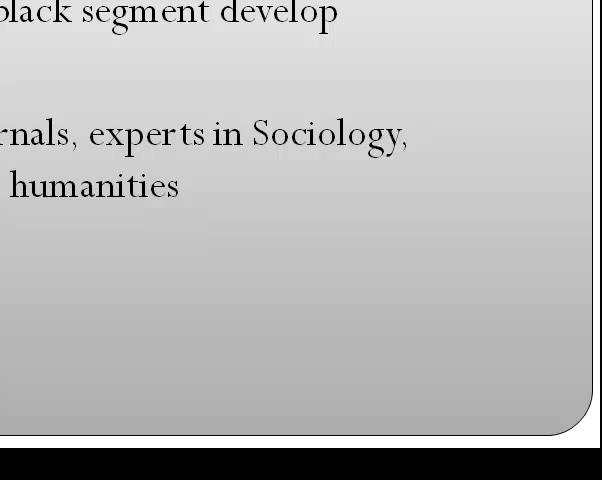 black segment develop
rnals, experts in Sociology,
humanities